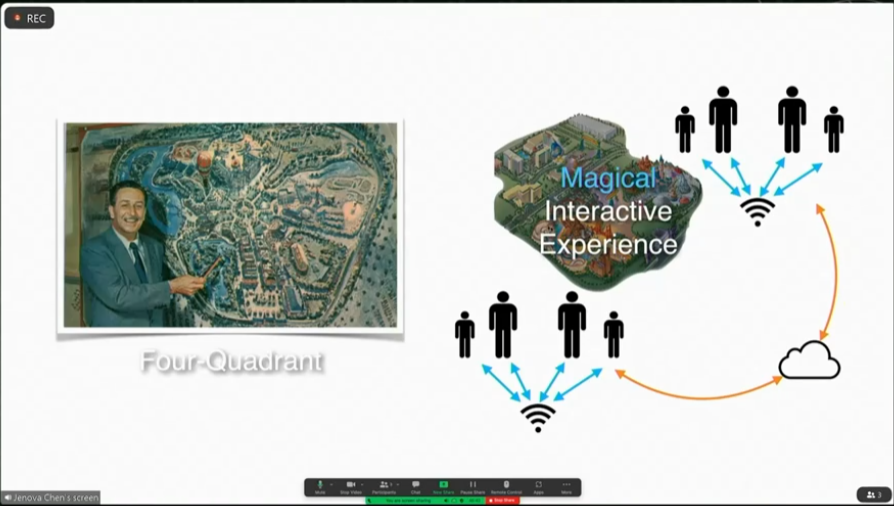 REC
Four-Quadrant
Magical
Interactive
Experience
Jenova Chen's screen
Mute
Stop Video
Participants
Chat
New Share
Pause Share
Remote Control
Apps
More
You are screen sharing
Stop Share
3